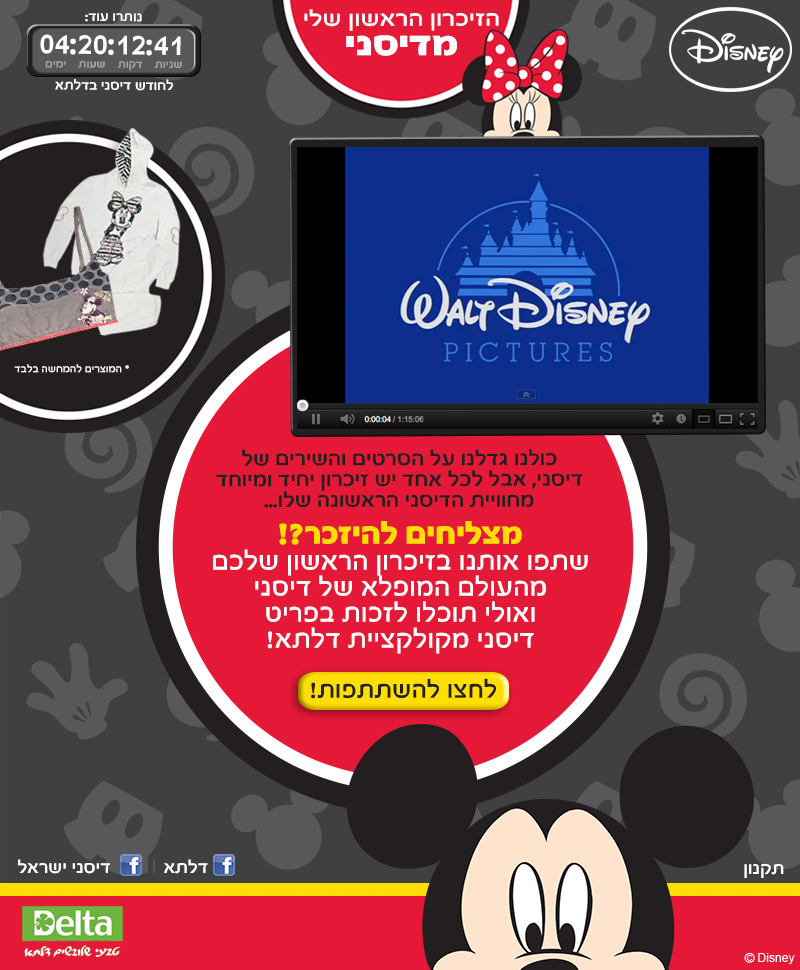 נותרו עוד:
04:20:12:41
ימים שעות דקות שניות
לחודש דיסני בדלתא
הזיכרון הראשון שלי
מדיסני
Disney
* המוצרים להמחשה בלבד
WALT DISNEY
PICTURES
0:00:04 / 1:15:06
כולנו גדלנו על הסרטים והשירים של
דיסני, אבל לכל אחד יש זיכרון יחיד ומיוחד
מחוויית הדיסני הראשונה שלו...
מצליחים להיזכר?!
שתפו אותנו בזיכרון הראשון שלכם
מהעולם המופלא של דיסני
ואולי תוכלו לזכות בפריט
דיסני מקולקציית דלתא!
לחצו להשתתפות!
תקנון
דלתא | דיסני ישראל
Delta
טבעי שלובשים דלתא
© Disney